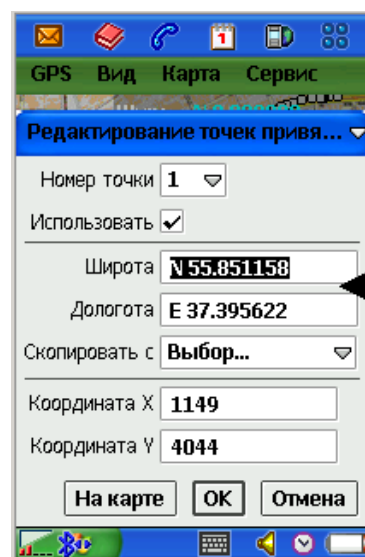 GPS Вид Карта Сервис
Редактирование точек привя...
Номер точки 1
Использовать
Широта N 55.851158
Дологота E 37.395622
Скопировать с Выбор...
Координата X 1149
Координата Y 4044
На карте OK Отмена